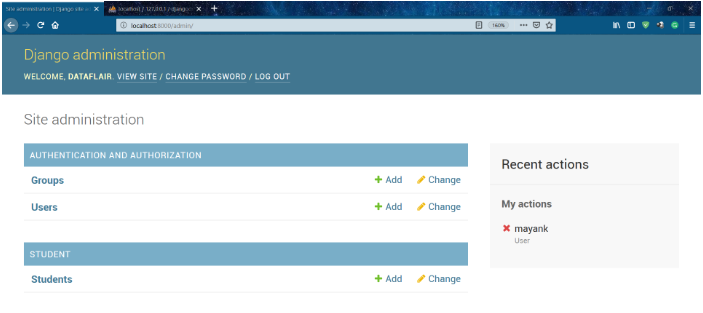 Site administration | Django site a
localhost / 127.0.0.1 / django
localhost:8000/admin/
160%
Django administration
WELCOME, DATAFLAIR. VIEW SITE / CHANGE PASSWORD / LOG OUT
Site administration
AUTHENTICATION AND AUTHORIZATION
Groups
Add
Change
Users
Add
Change
STUDENT
Students
Add
Change
Recent actions
My actions
mayank
User